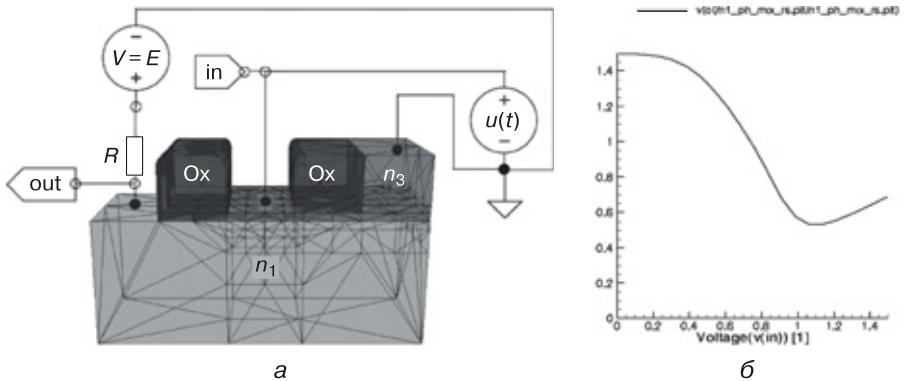 V = E
in
u(t)
R
Ox
Ox
n3
out
n1
а
1.4
1.2
1
0.8
0.6
0.4
0.2
0
0 0.2 0.4 0.6 0.8 1 1.2 1.4
Voltage(v(in)) [1]
б